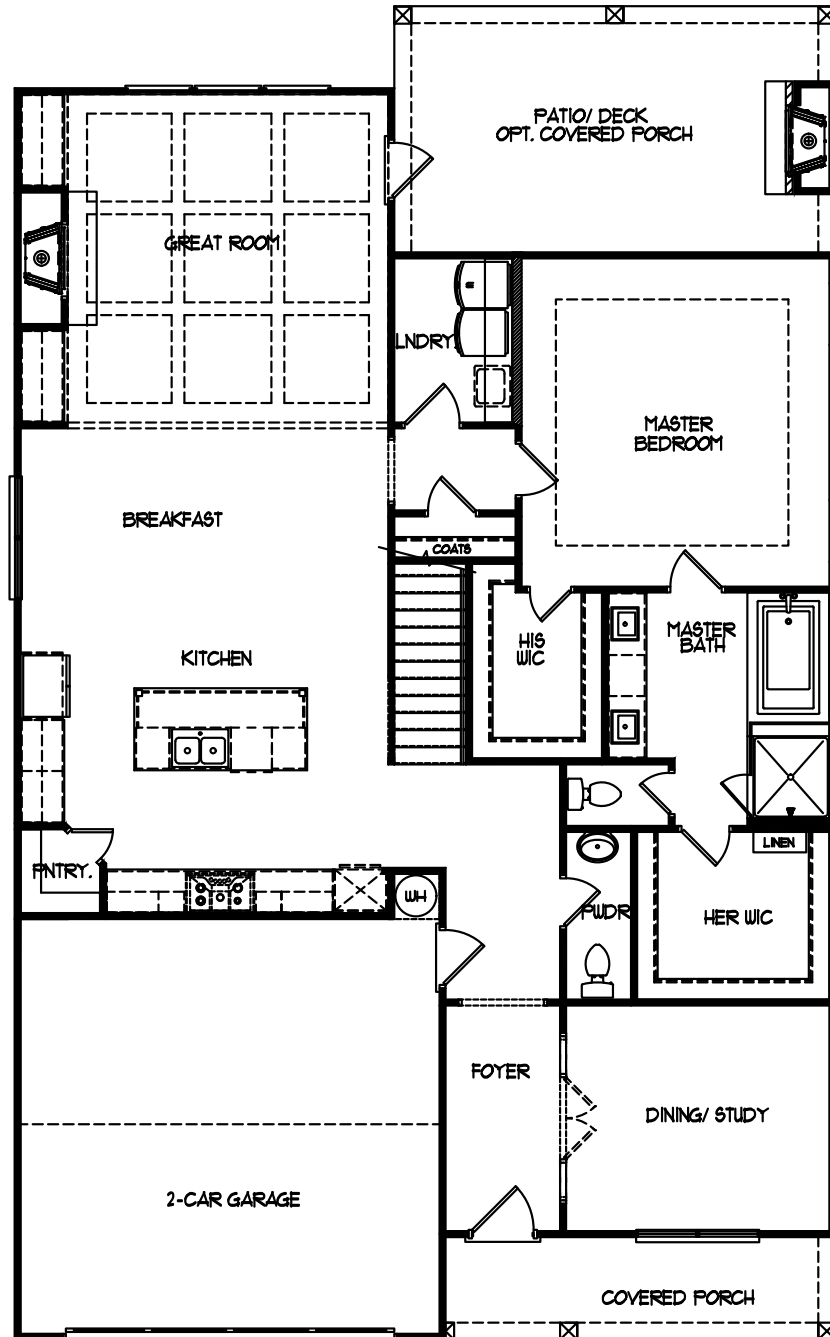 PATIO/ DECK
OPT. COVERED PORCH
GREAT ROOM
LNDRY.
MASTER
BEDROOM
BREAKFAST
COATS
HIS
WIC
MASTER
BATH
KITCHEN
LINEN
PNTRY.
WH
PWDR
HER WIC
FOYER
DINING/ STUDY
2-CAR GARAGE
COVERED PORCH